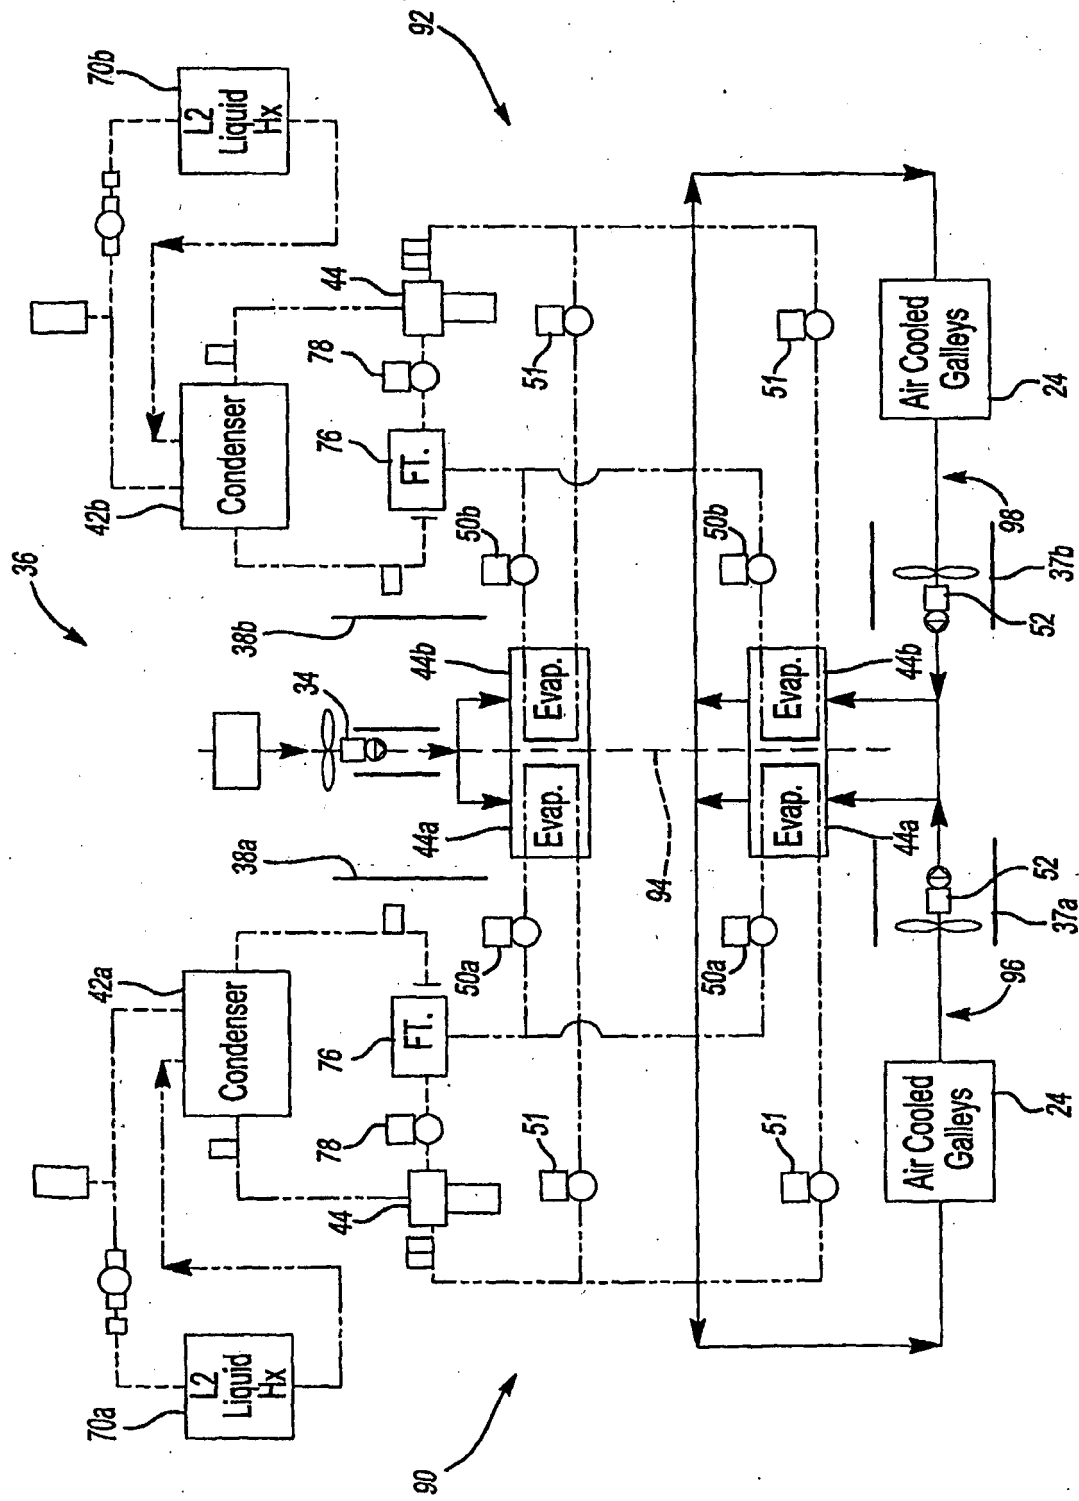 36
70a
42a
42b
70b
L2
Liquid
Hx
Condenser
Condenser
L2
Liquid
Hx
38a
38b
34
44
78
76
76
78
44
FT.
FT.
90
44a
44b
92
50a
50b
51
51
Evap.
Evap.
94
50a
50b
51
51
Evap.
Evap.
44a
44b
Air Cooled
Galleys
Air Cooled
Galleys
96
98
24
52
52
24
37a
37b